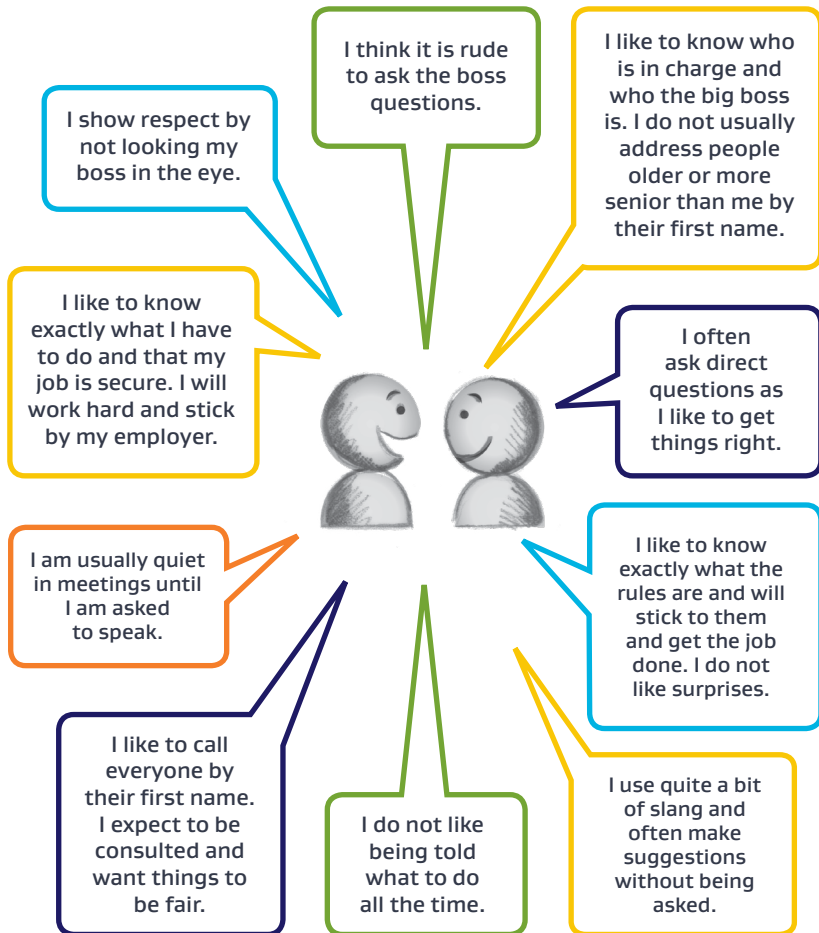 I think it is rude
to ask the boss
questions.
I like to know who
is in charge and
who the big boss
is. I do not usually
address people
older or more
senior than me by
their first name.
I show respect by
not looking my
boss in the eye.
I like to know
exactly what I have
to do and that my
job is secure. I will
work hard and stick
by my employer.
I often
ask direct
questions as
I like to get
things right.
I am usually quiet
in meetings until
I am asked
to speak.
I like to know
exactly what the
rules are and will
stick to them
and get the job
done. I do not
like surprises.
I like to call
everyone by
their first name.
I expect to be
consulted and
want things to
be fair.
I do not like
being told
what to do
all the time.
I use quite a bit
of slang and
often make
suggestions
without being
asked.